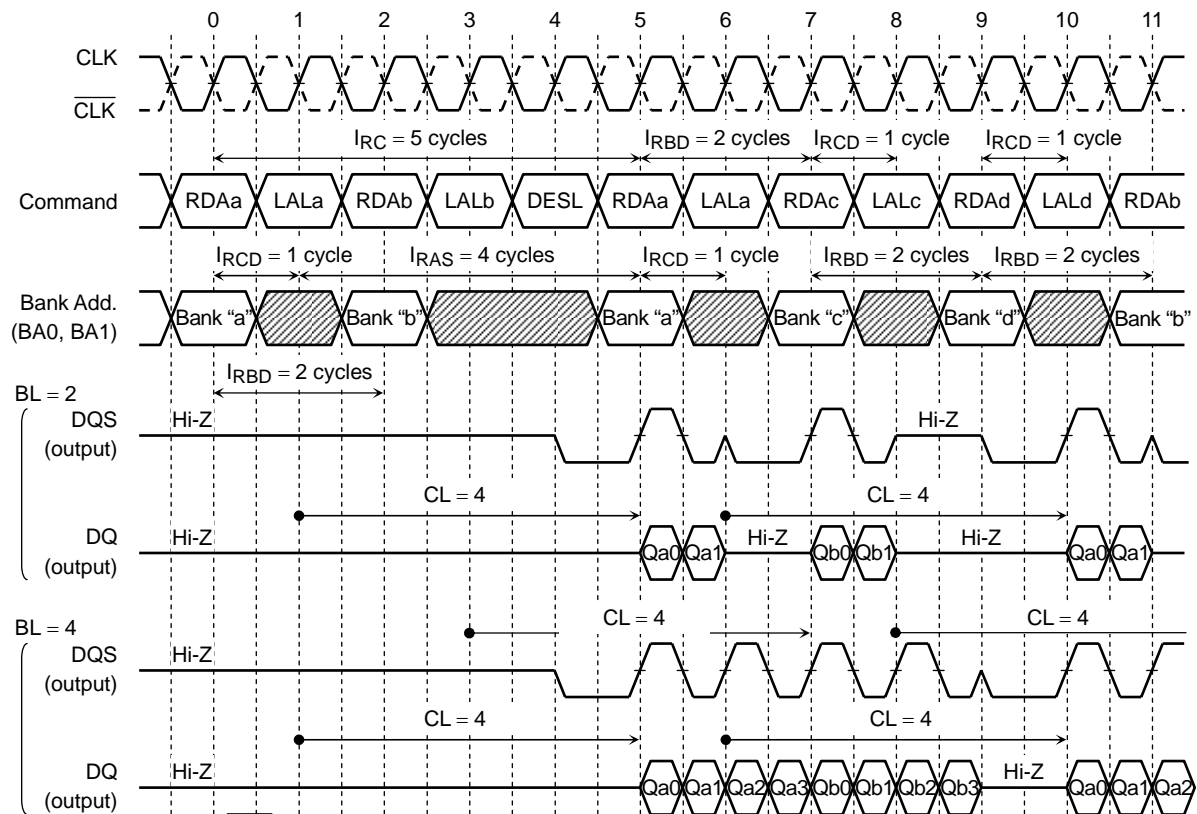 0 1 2 3 4 5 6 7 8 9 10 11
CLK
CLK
IRC = 5 cycles IRBD = 2 cycles IRCD = 1 cycle IRCD = 1 cycle
Command RDAa LALa RDAb LALb DESL RDAa LALa RDAc LALc RDAd LALd RDAb
IRCD = 1 cycle IRAS = 4 cycles IRCD = 1 cycle IRBD = 2 cycles IRBD = 2 cycles
Bank Add.
(BA0, BA1)
Bank “a” Bank “b” Bank “a” Bank “c” Bank “d” Bank “b”
IRBD = 2 cycles
BL = 2
DQS
(output)
Hi-Z Hi-Z
CL = 4 CL = 4
DQ
(output)
Hi-Z Qa0 Qa1 Hi-Z Qb0 Qb1 Hi-Z Qa0 Qa1
BL = 4
CL = 4 CL = 4
DQS
(output)
Hi-Z
CL = 4 CL = 4
DQ
(output)
Hi-Z Qa0 Qa1 Qa2 Qa3 Qb0 Qb1 Qb2 Qb3 Hi-Z Qa0 Qa1 Qa2